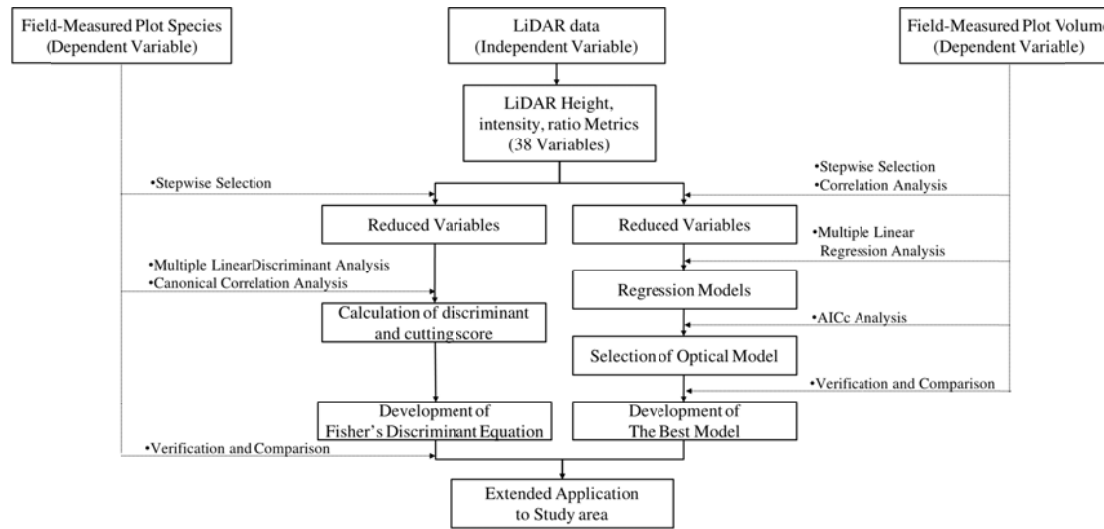 Field-Measured Plot Species
(Dependent Variable)
LiDAR data
(Independent Variable)
Field-Measured Plot Volume
(Dependent Variable)
LiDAR Height,
intensity, ratio Metrics
(38 Variables)
•Stepwise Selection
•Stepwise Selection
•Correlation Analysis
Reduced Variables
Reduced Variables
•Multiple LinearDiscriminant Analysis
•Canonical Correlation Analysis
•Multiple Linear
Regression Analysis
Regression Models
Calculation of discriminant
and cuttingscore
•AICc Analysis
Selection of Optical Model
•Verification and Comparison
Development of
Fisher's Discriminant Equation
Development of
The Best Model
•Verification and Comparison
Extended Application
to Study area